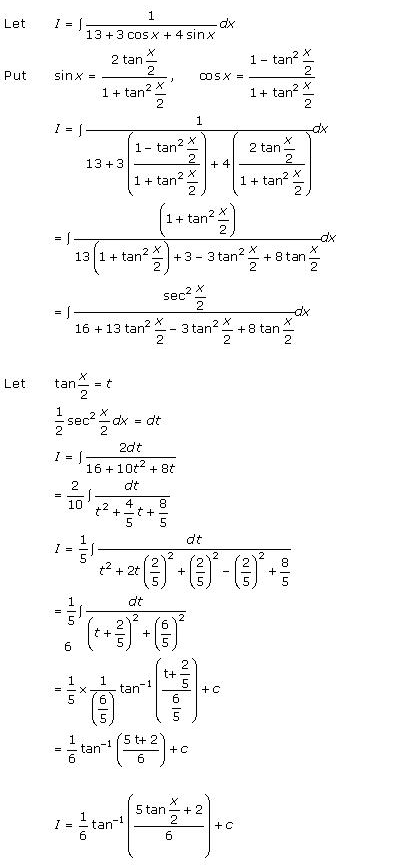 Let I = ∫ 1/(13 + 3 cos x + 4 sin x) dx
Put sin x = (2 tan x/2)/(1 + tan² x/2), cos x = (1 − tan² x/2)/(1 + tan² x/2)
I = ∫ 1/(13 + 3((1 − tan² x/2)/(1 + tan² x/2)) + 4((2 tan x/2)/(1 + tan² x/2))) dx
= ∫ (1 + tan² x/2)/(13(1 + tan² x/2) + 3 − 3 tan² x/2 + 8 tan x/2) dx
= ∫ (sec² x/2)/(16 + 13 tan² x/2 − 3 tan² x/2 + 8 tan x/2) dx
Let tan x/2 = t
1/2 sec² x/2 dx = dt
I = ∫ 2dt/(16 + 10t² + 8t)
= 2/10 ∫ dt/(t² + 4/5 t + 8/5)
I = 1/5 ∫ dt/(t² + 2t(2/5) + (2/5)² − (2/5)² + 8/5)
= 1/5 ∫ dt/((t + 2/5)² + (6/5)²)
6
= 1/5 × 1/(6/5) tan⁻¹((t + 2/5)/(6/5)) + c
= 1/6 tan⁻¹((5t + 2)/6) + c
I = 1/6 tan⁻¹((5 tan x/2 + 2)/6) + c